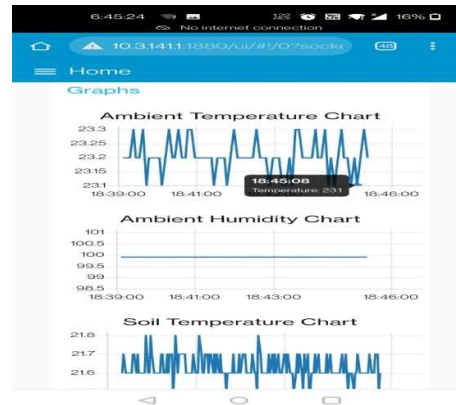 6:45:24 16%
No internet connection
10.3.141.1:1880/ui/#!/0?socke 48
Home
Graphs
Ambient Temperature Chart
23.3
23.25
23.2
23.15
23.1
18:45:08
Temperature: 23.1
18:39:00 18:41:00 18:46:00
Ambient Humidity Chart
101
100.5
100
99.5
99
98.5
18:39:00 18:41:00 18:43:00 18:46:00
Soil Temperature Chart
21.8
21.7
21.6